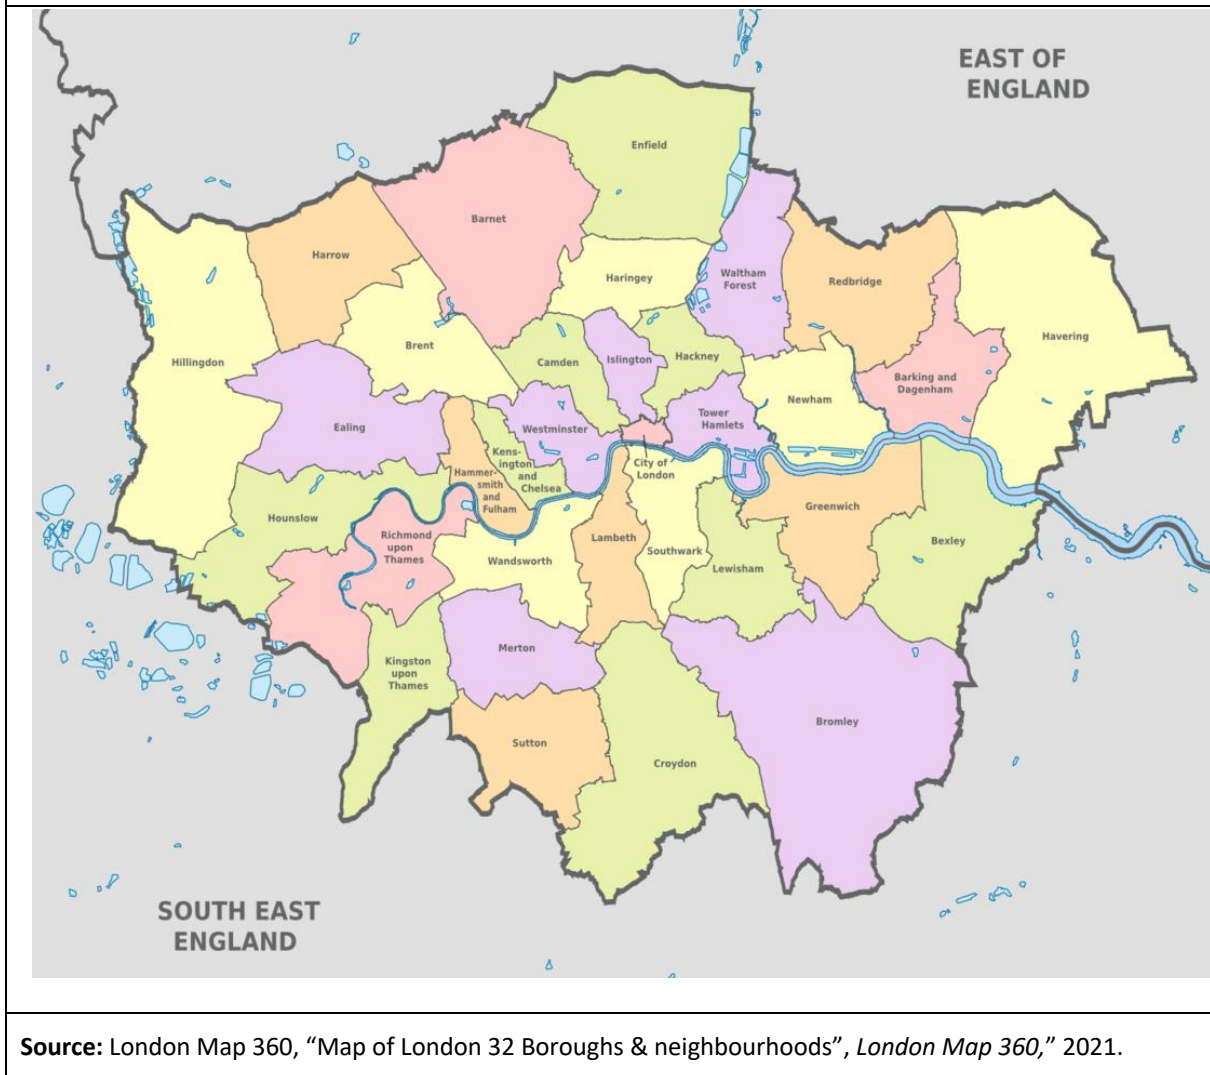 EAST OF
ENGLAND
Enfield
Barnet
Harrow
Haringey
Waltham
Forest
Redbridge
Havering
Brent
Camden
Islington
Hackney
Hillingdon
Barking and
Dagenham
Newham
Ealing
Westminster
Tower
Hamlets
Kens-
ington
and
Chelsea
City of
London
Hammer-
smith
and
Fulham
Hounslow
Greenwich
Richmond
upon
Thames
Lambeth
Southwark
Wandsworth
Lewisham
Bexley
Merton
Kingston
upon
Thames
Bromley
Sutton
Croydon
SOUTH EAST
ENGLAND
Source: London Map 360, “Map of London 32 Boroughs & neighbourhoods”, London Map 360,” 2021.